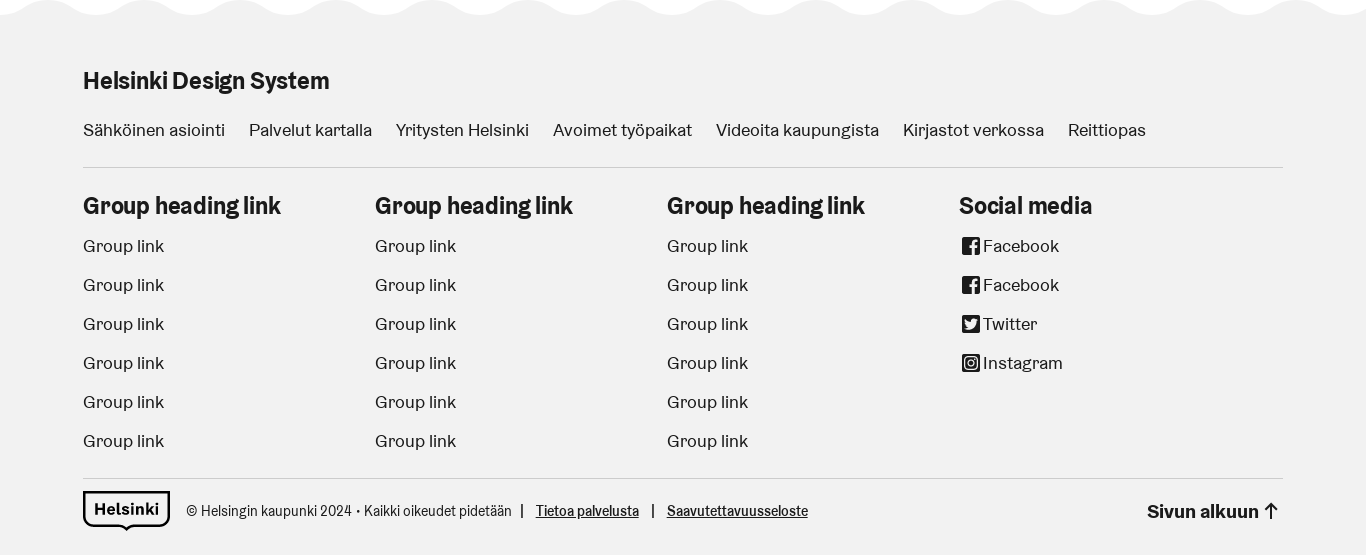 Helsinki Design System
Sähköinen asiointi Palvelut kartalla Yritysten Helsinki Avoimet työpaikat Videoita kaupungista Kirjastot verkossa Reittiopas
Group heading link Group heading link Group heading link Social media
Group link Group link Group link Facebook
Group link Group link Group link Facebook
Group link Group link Group link Twitter
Group link Group link Group link Instagram
Group link Group link Group link
Group link Group link Group link
Helsinki © Helsingin kaupunki 2024 • Kaikki oikeudet pidetään | Tietoa palvelusta | Saavutettavuusseloste Sivun alkuun